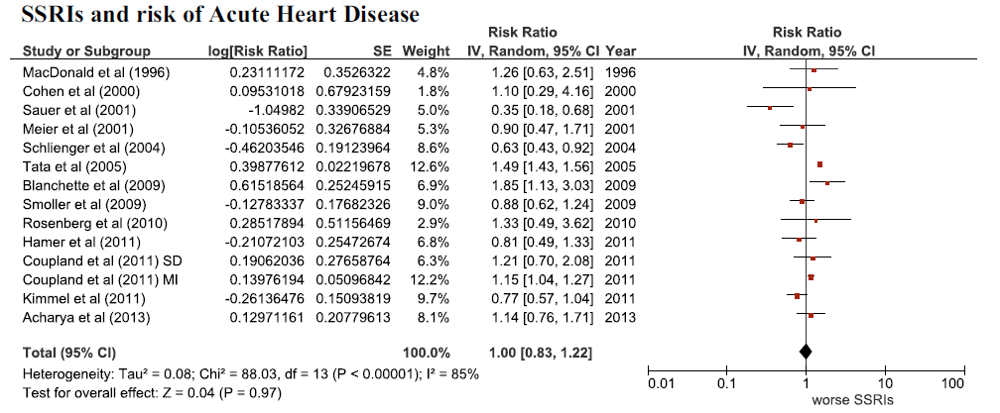 SSRIs and risk of Acute Heart Disease
Risk Ratio Risk Ratio
Study or Subgroup log[Risk Ratio] SE Weight IV, Random, 95% CI Year IV, Random, 95% CI
MacDonald et al (1996) 0.23111172 0.3526322 4.8% 1.26 [0.63, 2.51] 1996
Cohen et al (2000) 0.09531018 0.67923159 1.8% 1.10 [0.29, 4.16] 2000
Sauer et al (2001) -1.04982 0.33906529 5.0% 0.35 [0.18, 0.68] 2001
Meier et al (2001) -0.10536052 0.32676884 5.3% 0.90 [0.47, 1.71] 2001
Schlienger et al (2004) -0.46203546 0.19123964 8.6% 0.63 [0.43, 0.92] 2004
Tata et al (2005) 0.39877612 0.02219678 12.6% 1.49 [1.43, 1.56] 2005
Blanchette et al (2009) 0.61518564 0.25245915 6.9% 1.85 [1.13, 3.03] 2009
Smoller et al (2009) -0.12783337 0.17682326 9.0% 0.88 [0.62, 1.24] 2009
Rosenberg et al (2010) 0.28517894 0.51156469 2.9% 1.33 [0.49, 3.62] 2010
Hamer et al (2011) -0.21072103 0.25472674 6.8% 0.81 [0.49, 1.33] 2011
Coupland et al (2011) SD 0.19062036 0.27658764 6.3% 1.21 [0.70, 2.08] 2011
Coupland et al (2011) MI 0.13976194 0.05096842 12.2% 1.15 [1.04, 1.27] 2011
Kimmel et al (2011) -0.26136476 0.15093819 9.7% 0.77 [0.57, 1.04] 2011
Acharya et al (2013) 0.12971161 0.20779613 8.1% 1.14 [0.76, 1.71] 2013
Total (95% CI) 100.0% 1.00 [0.83, 1.22]
Heterogeneity: Tau² = 0.08; Chi² = 88.03, df = 13 (P < 0.00001); I² = 85%
Test for overall effect: Z = 0.04 (P = 0.97)
0.01 0.1 1 10 100
worse SSRIs